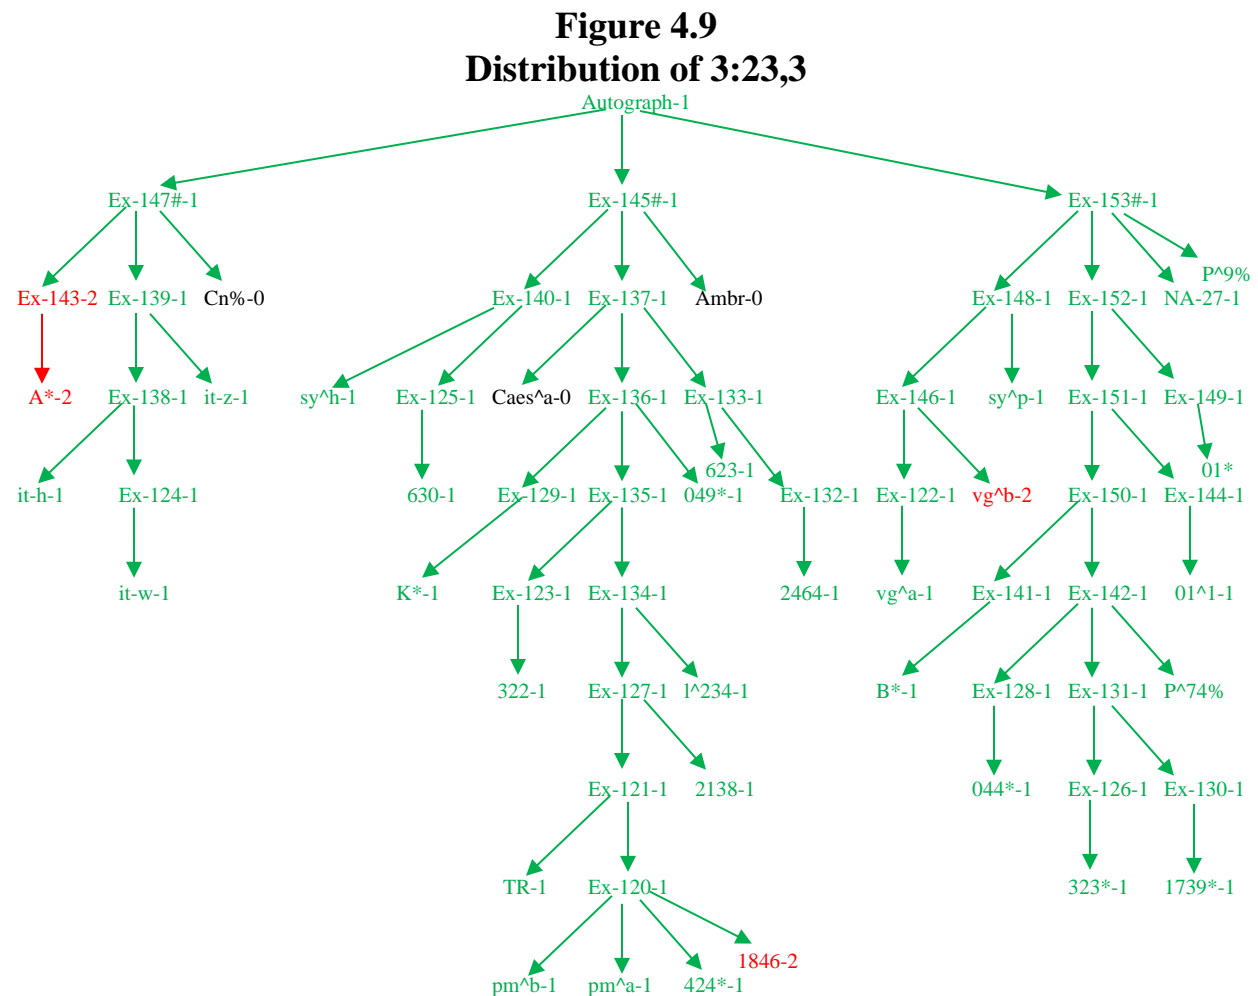 Figure 4.9
Distribution of 3:23,3
Autograph-1
Ex-147#-1 Ex-145#-1 Ex-153#-1
P^9%
Ex-143-2 Ex-139-1 Cn%-0 Ex-140-1 Ex-137-1 Ambr-0 Ex-148-1 Ex-152-1 NA-27-1
A*-2 Ex-138-1 it-z-1 sy^h-1 Ex-125-1 Caes^a-0 Ex-136-1 Ex-133-1 Ex-146-1 sy^p-1 Ex-151-1 Ex-149-1
623-1 01*
it-h-1 Ex-124-1 630-1 Ex-129-1 Ex-135-1 049*-1 Ex-132-1 Ex-122-1 vg^b-2 Ex-150-1 Ex-144-1
it-w-1 K*-1 Ex-123-1 Ex-134-1 2464-1 vg^a-1 Ex-141-1 Ex-142-1 01^1-1
322-1 Ex-127-1 l^234-1 B*-1 Ex-128-1 Ex-131-1 P^74%
Ex-121-1 2138-1 044*-1 Ex-126-1 Ex-130-1
TR-1 Ex-120-1 323*-1 1739*-1
1846-2
pm^b-1 pm^a-1 424*-1